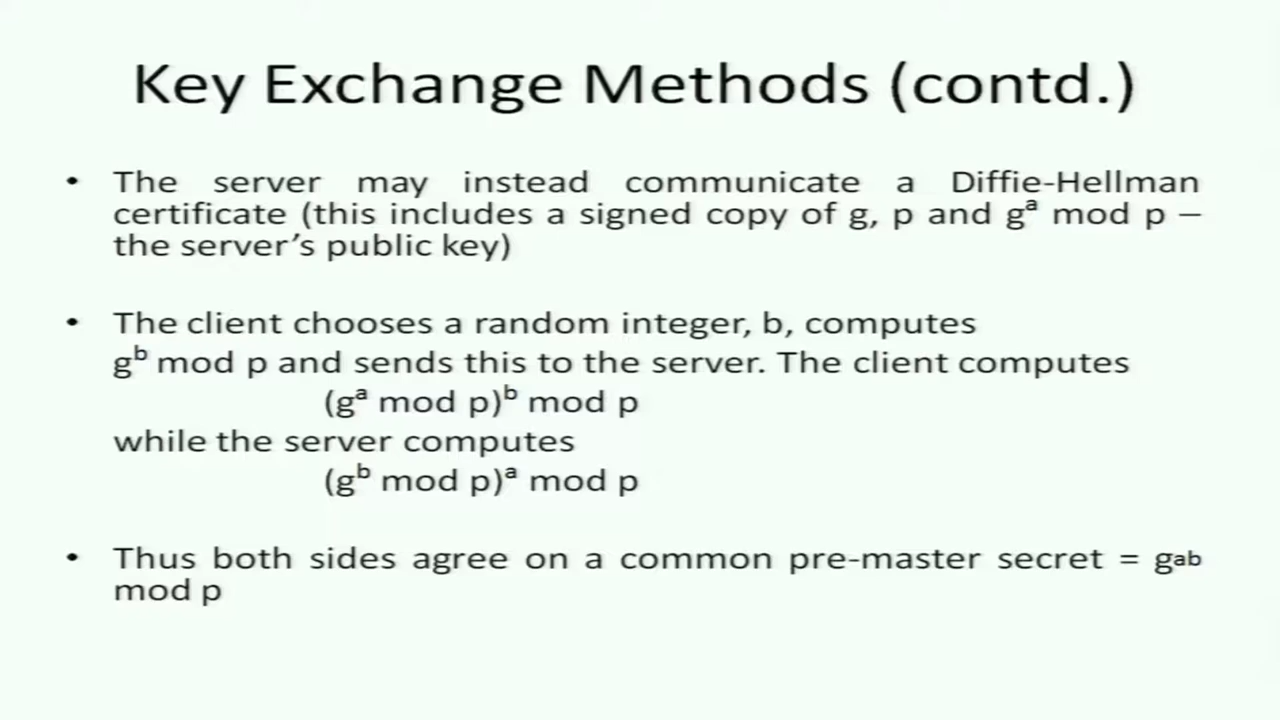 Key Exchange Methods (contd.)
• The server may instead communicate a Diffie-Hellman
certificate (this includes a signed copy of g, p and gᵃ mod p –
the server’s public key)
• The client chooses a random integer, b, computes
gᵇ mod p and sends this to the server. The client computes
(gᵃ mod p)ᵇ mod p
while the server computes
(gᵇ mod p)ᵃ mod p
• Thus both sides agree on a common pre-master secret = gab
mod p